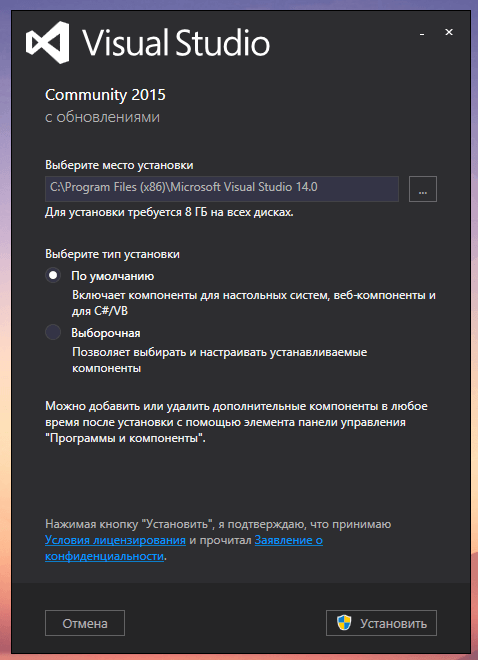 Visual Studio
Community 2015
с обновлениями
Выберите место установки
C:\Program Files (x86)\Microsoft Visual Studio 14.0
...
Для установки требуется 8 ГБ на всех дисках.
Выберите тип установки
По умолчанию
Включает компоненты для настольных систем, веб-компоненты и
для C#/VB
Выборочная
Позволяет выбирать и настраивать устанавливаемые
компоненты
Можно добавить или удалить дополнительные компоненты в любое
время после установки с помощью элемента панели управления
"Программы и компоненты".
Нажимая кнопку "Установить", я подтверждаю, что принимаю
Условия лицензирования и прочитал Заявление о
конфиденциальности.
Отмена
Установить